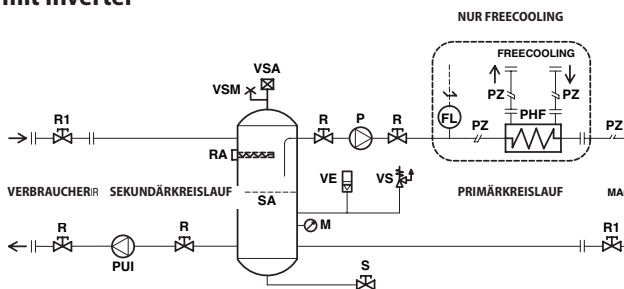 mit Inverter
NUR FREECOOLING
FREECOOLING
VSA
VSM
PZ
PZ
R1
R
P
R
FL
PZ
PHF
PZ
RA
VE
VS
VERBRAUCHER
SEKUNDÄRKREISLAUF
SA
PRIMÄRKREISLAUF
R
R
M
R1
PUI
S